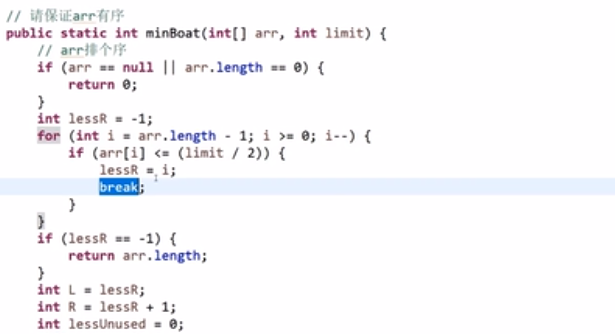 // 请保证arr有序
public static int minBoat(int[] arr, int limit) {
// arr排个序
if (arr == null || arr.length == 0) {
return 0;
}
int lessR = -1;
for (int i = arr.length - 1; i >= 0; i--) {
if (arr[i] <= (limit / 2)) {
lessR = i;
break;
}
}
if (lessR == -1) {
return arr.length;
}
int L = lessR;
int R = lessR + 1;
int lessUnused = 0;